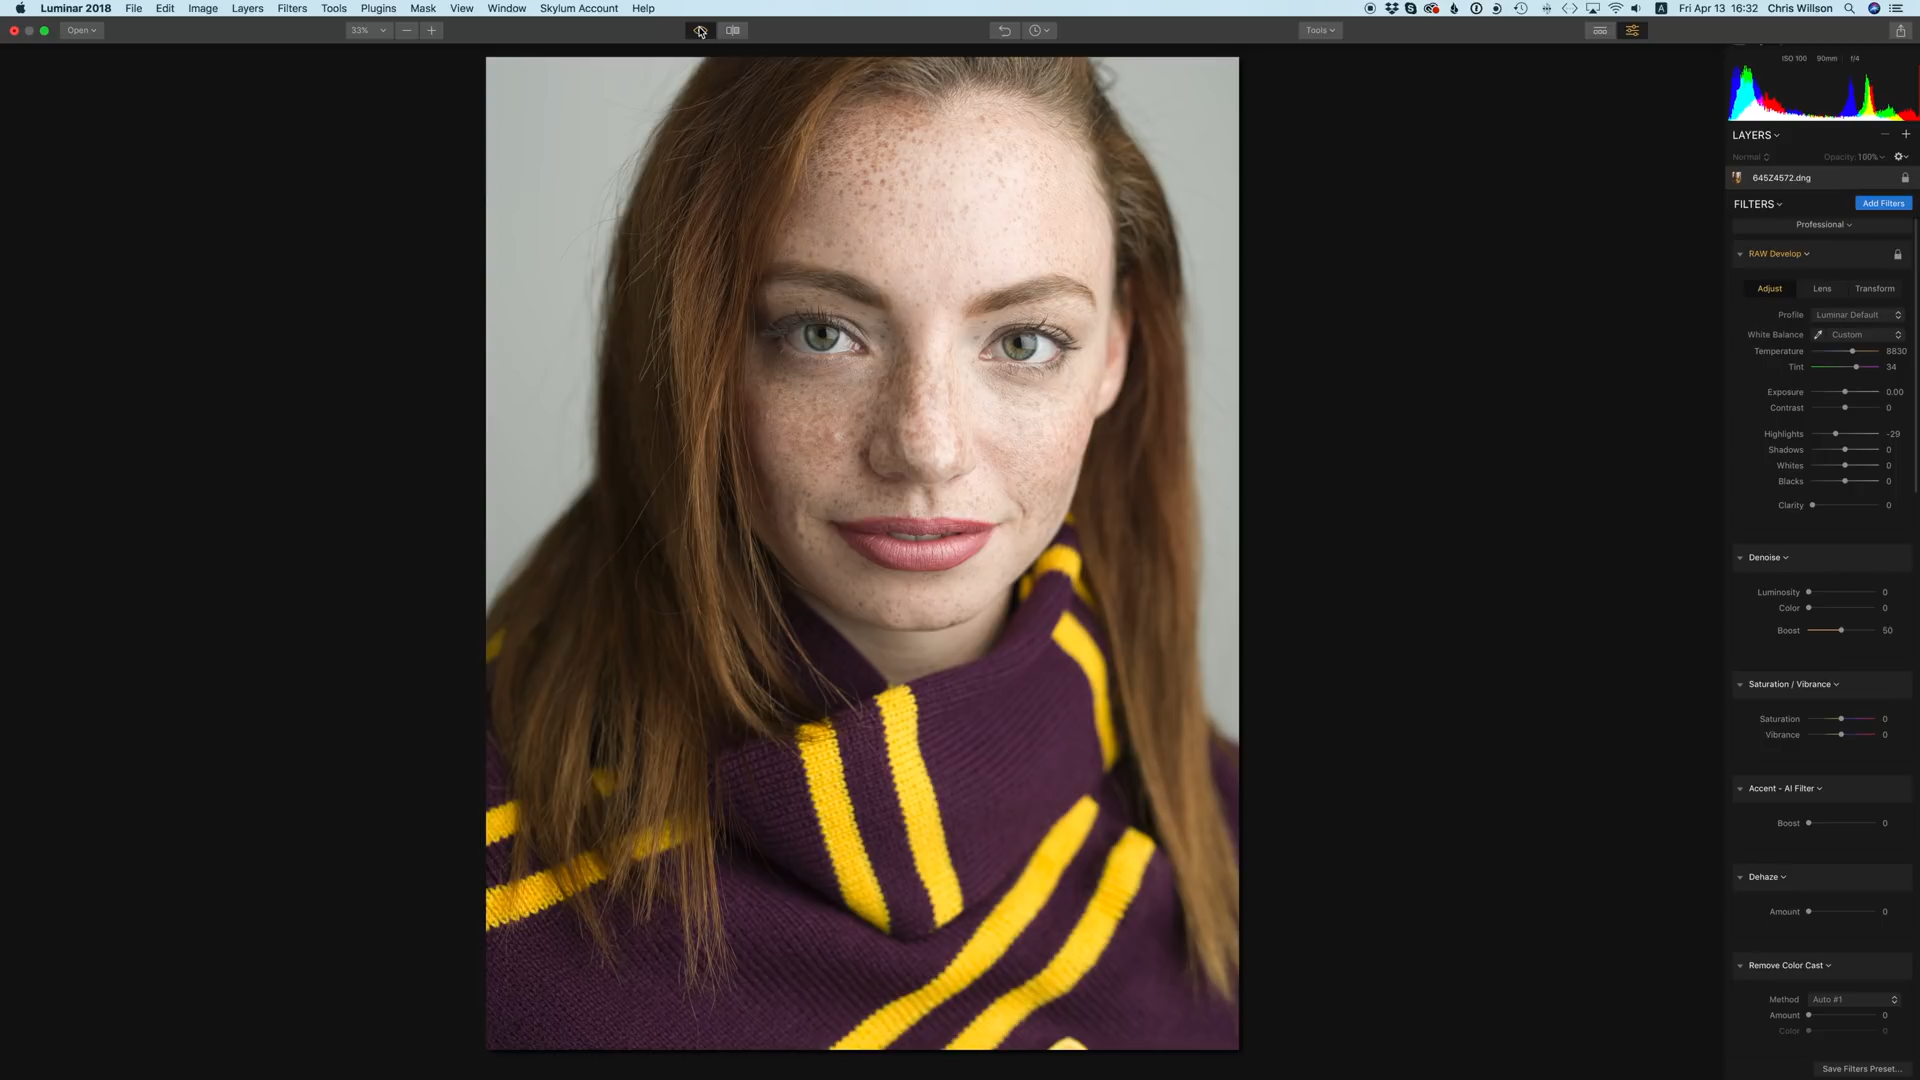 Luminar 2018 File Edit Image Layers Filters Tools Plugins Mask View Window Skylum Account Help Fri Apr 13 16:32 Chris Willson
Open 33% Tools
ISO 100 90mm f/4
LAYERS
Normal Opacity: 100%
645Z4572.dng
FILTERS Add Filters
Professional
RAW Develop
Adjust Lens Transform
Profile Luminar Default
White Balance Custom
Temperature 8830
Tint 34
Exposure 0.00
Contrast 0
Highlights -29
Shadows 0
Whites 0
Blacks 0
Clarity 0
Denoise
Luminosity 0
Color 0
Boost 50
Saturation / Vibrance
Saturation 0
Vibrance 0
Accent - AI Filter
Boost 0
Dehaze
Amount 0
Remove Color Cast
Method Auto #1
Amount 0
Color 0
Save Filters Preset...